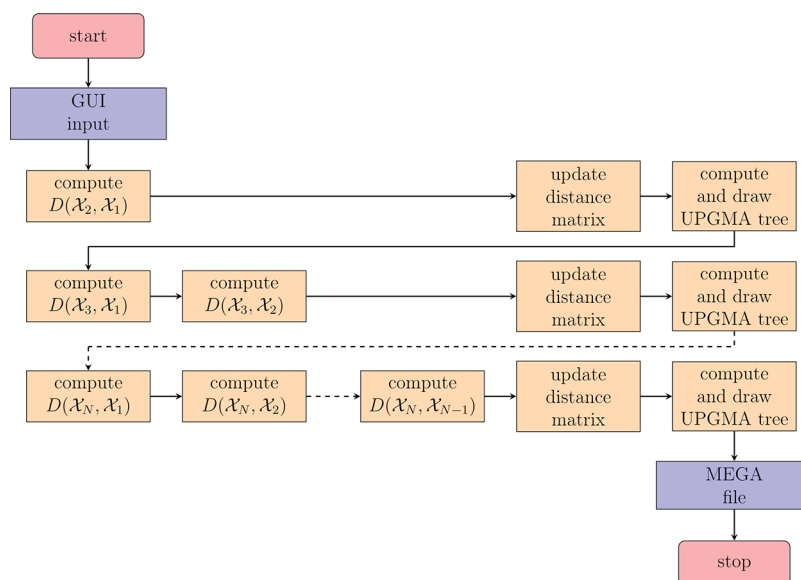 start
GUI
input
compute
D(𝒳₂, 𝒳₁)
update
distance
matrix
compute
and draw
UPGMA tree
compute
D(𝒳₃, 𝒳₁)
compute
D(𝒳₃, 𝒳₂)
update
distance
matrix
compute
and draw
UPGMA tree
compute
D(𝒳_N, 𝒳₁)
compute
D(𝒳_N, 𝒳₂)
compute
D(𝒳_N, 𝒳_{N−1})
update
distance
matrix
compute
and draw
UPGMA tree
MEGA
file
stop